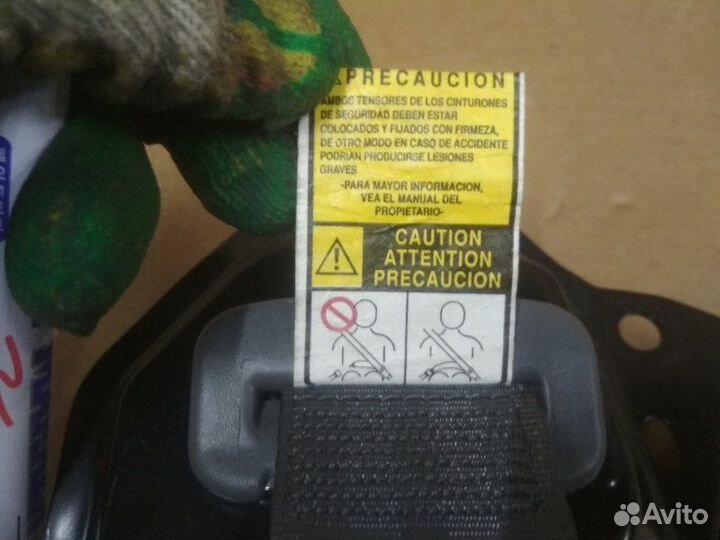 PRECAUCION
AMBOS TENSORES DE LOS CINTURONES
DE SEGURIDAD DEBEN ESTAR
COLOCADOS Y FIJADOS CON FIRMEZA,
DE OTRO MODO EN CASO DE ACCIDENTE
PODRIAN PRODUCIRSE LESIONES
GRAVES
-PARA MAYOR INFORMACION,
VEA EL MANUAL DEL
PROPIETARIO-
CAUTION
ATTENTION
PRECAUCION
Avito